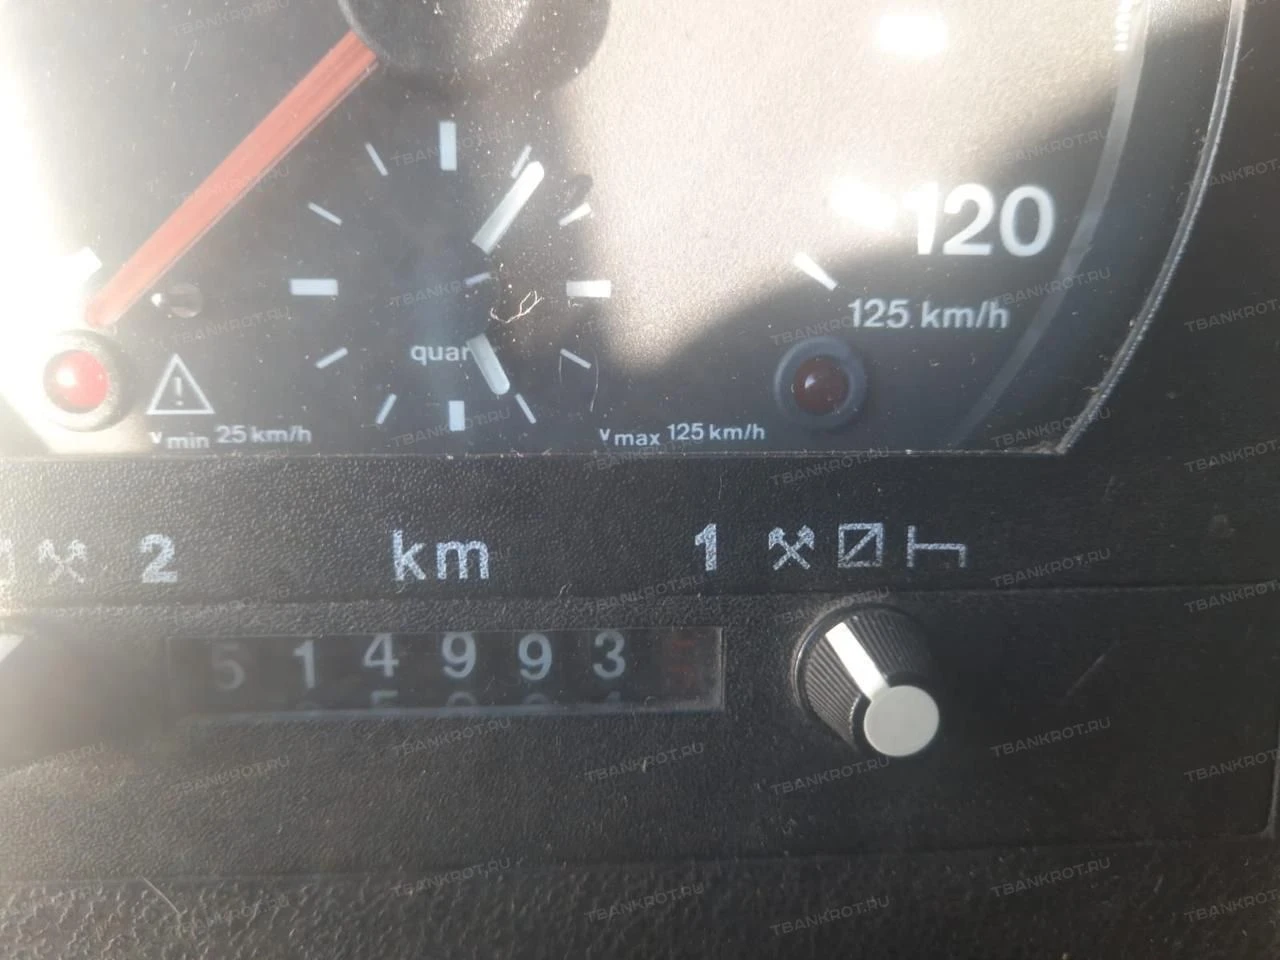 120
125 km/h
quar
v min 25 km/h
v max 125 km/h
2 km 1
514993
TBANKROT.RU